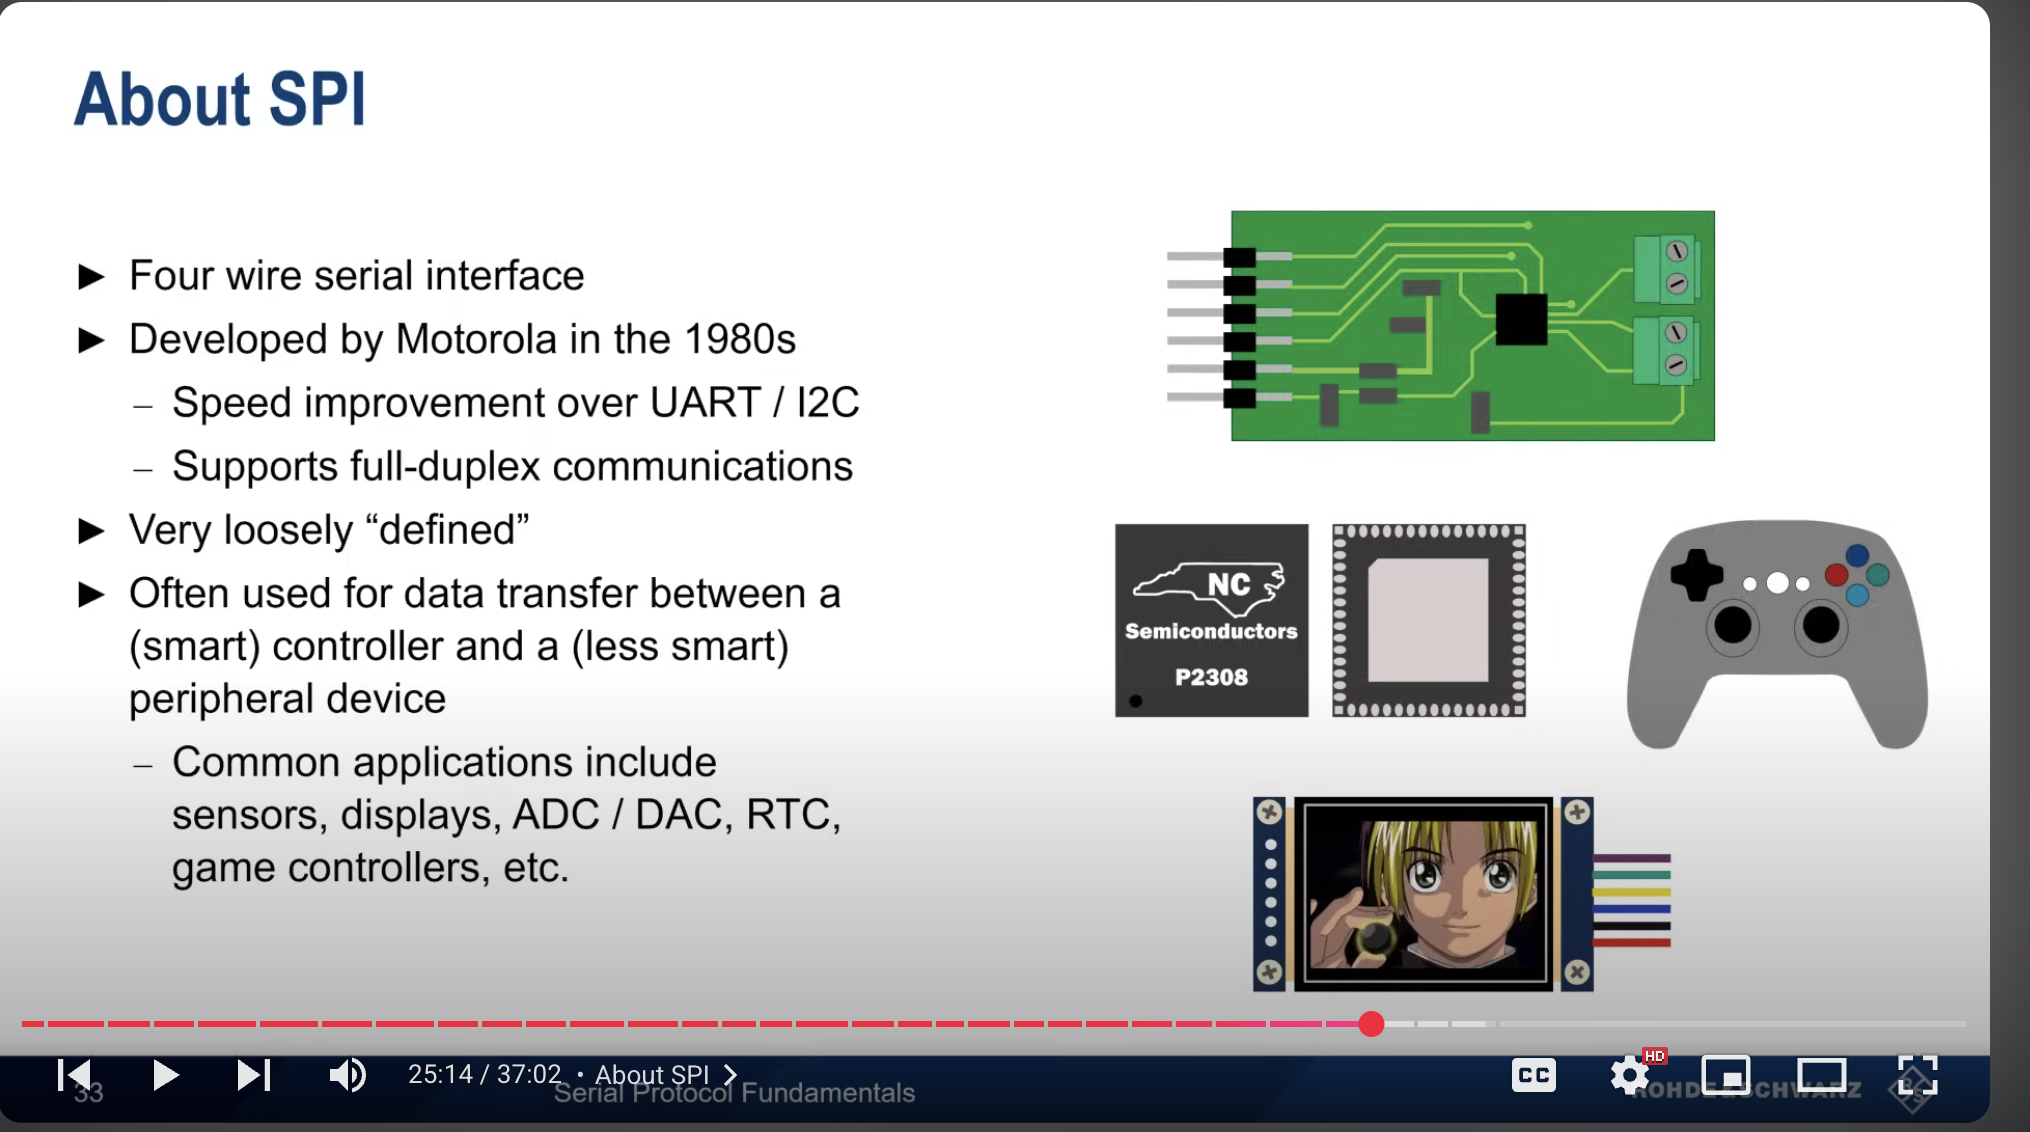 About SPI
► Four wire serial interface
► Developed by Motorola in the 1980s
– Speed improvement over UART / I2C
– Supports full-duplex communications
► Very loosely “defined”
► Often used for data transfer between a
(smart) controller and a (less smart)
peripheral device
– Common applications include
sensors, displays, ADC / DAC, RTC,
game controllers, etc.
NC
Semiconductors
P2308
25:14 / 37:02 • About SPI
CC
HD
33
Serial Protocol Fundamentals
ROHDE & SCHWARZ